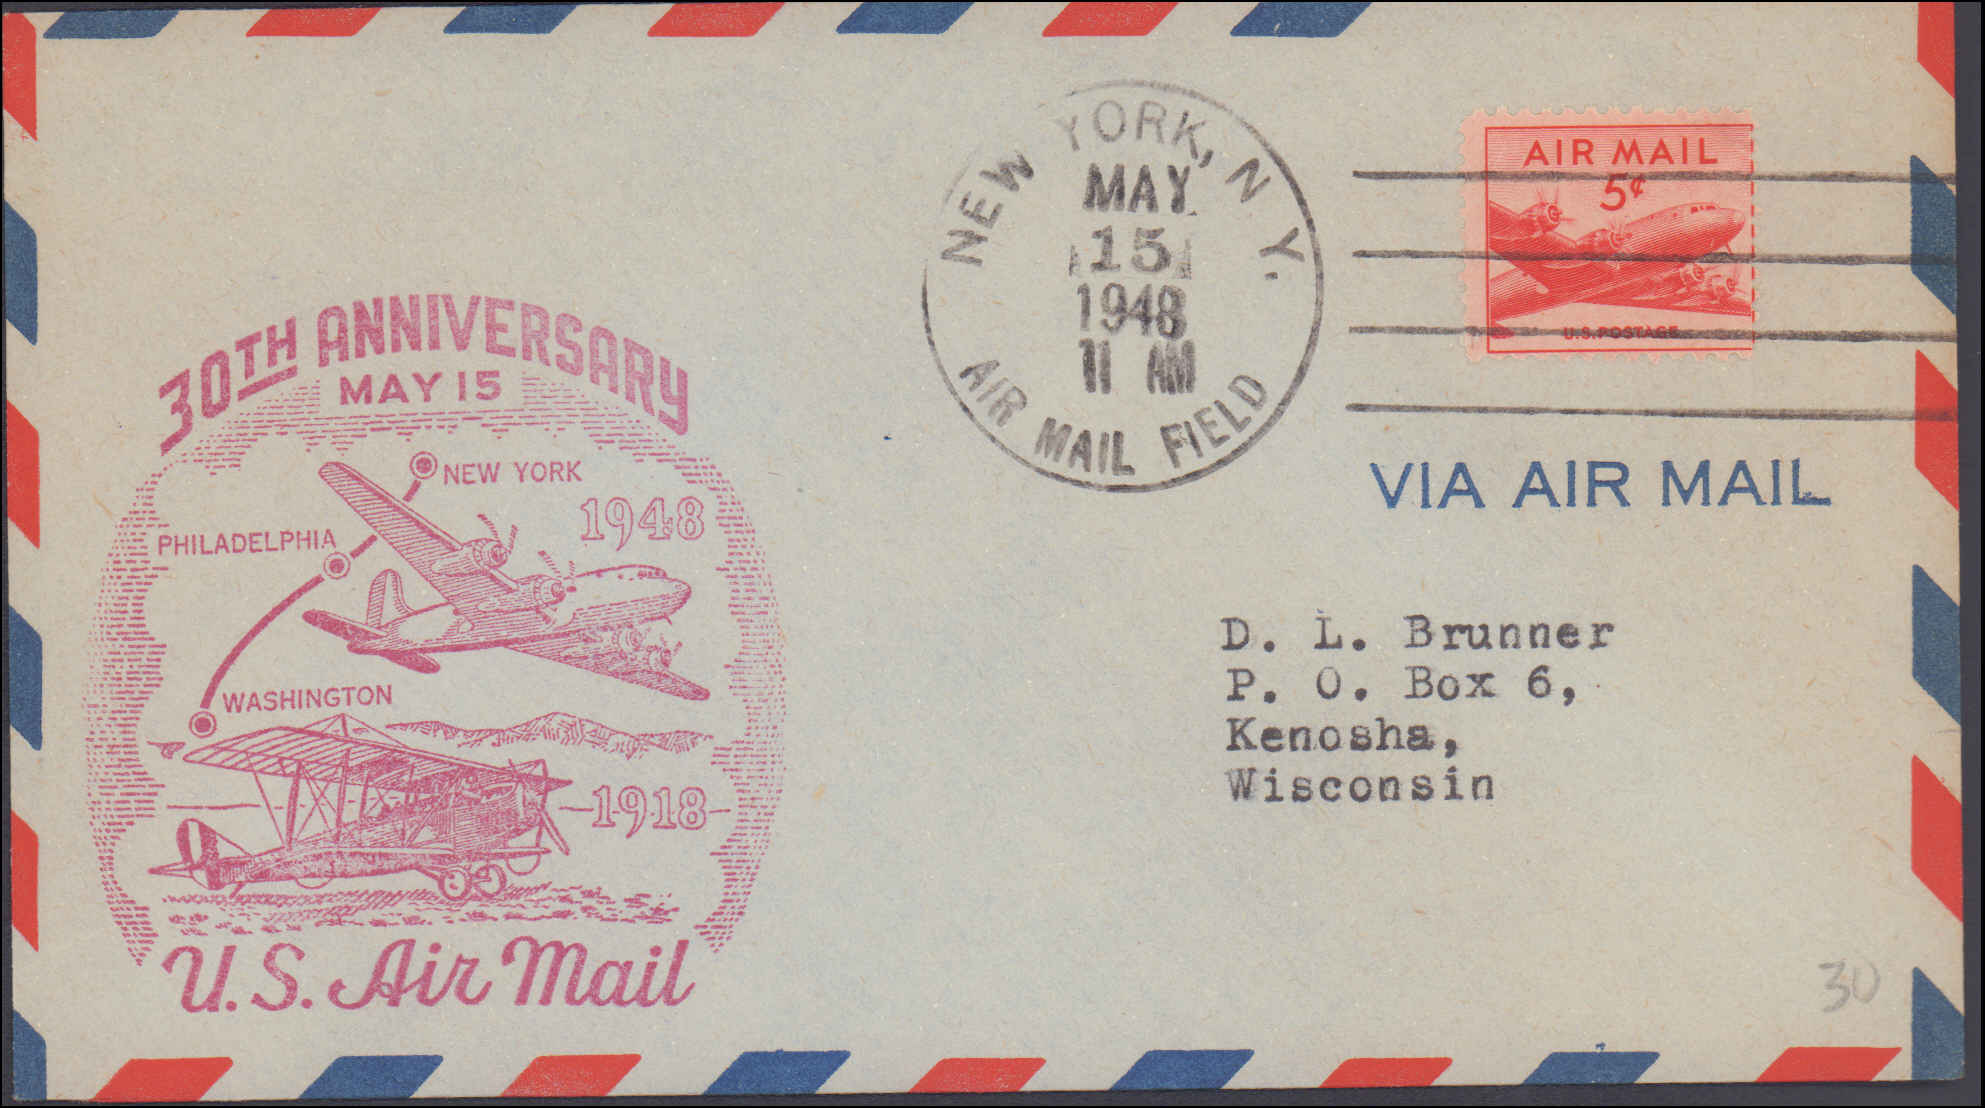 30TH ANNIVERSARY
MAY 15
NEW YORK
1948
PHILADELPHIA
WASHINGTON
1918
U.S. Air Mail
NEW YORK, N.Y.
MAY
15
1948
11 AM
AIR MAIL FIELD
AIR MAIL
5¢
U.S. POSTAGE
VIA AIR MAIL
D. L. Brunner
P. O. Box 6,
Kenosha,
Wisconsin
30